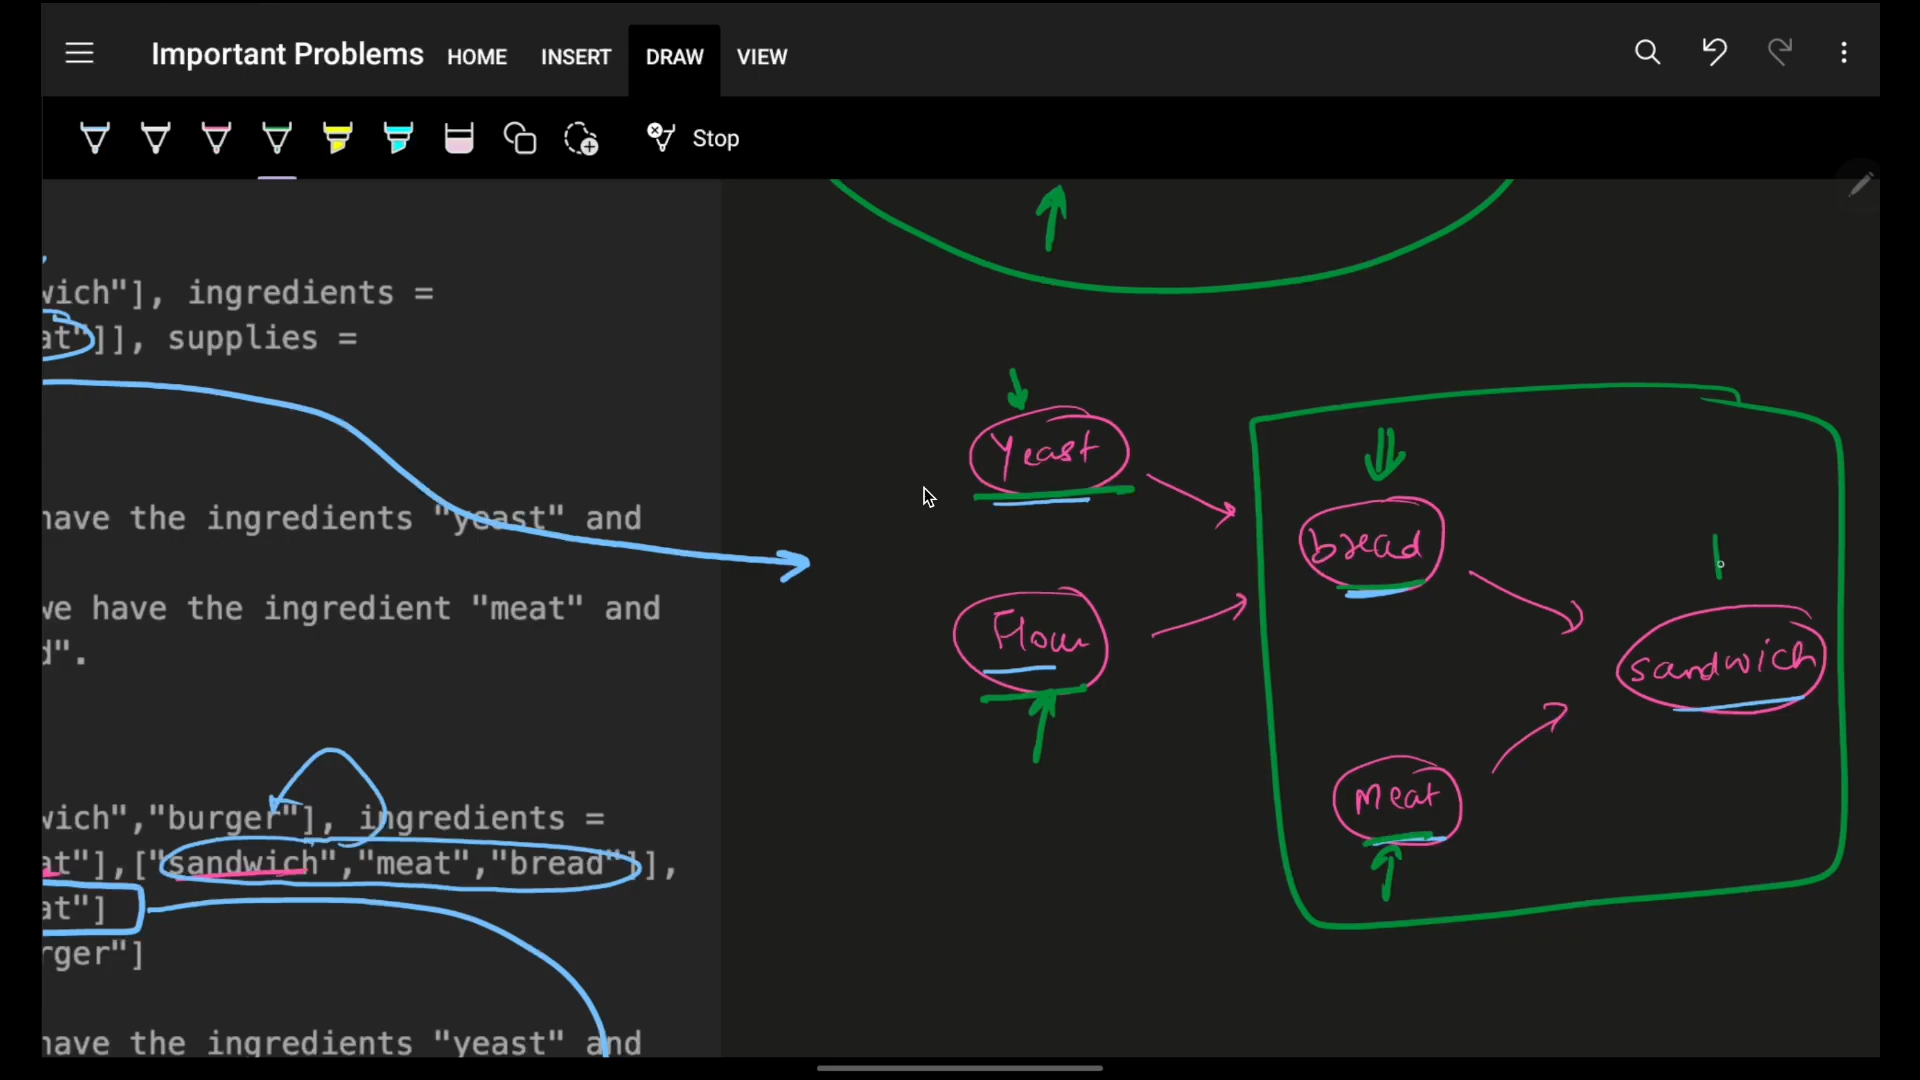 Important Problems HOME INSERT DRAW VIEW
Stop
wich"], ingredients =
at"]], supplies =
have the ingredients "yeast" and
we have the ingredient "meat" and
d".
wich","burger"], ingredients =
at"],["sandwich","meat","bread"]],
at"]
rger"]
have the ingredients "yeast" and
Yeast
bread
Flour
sandwich
Meat